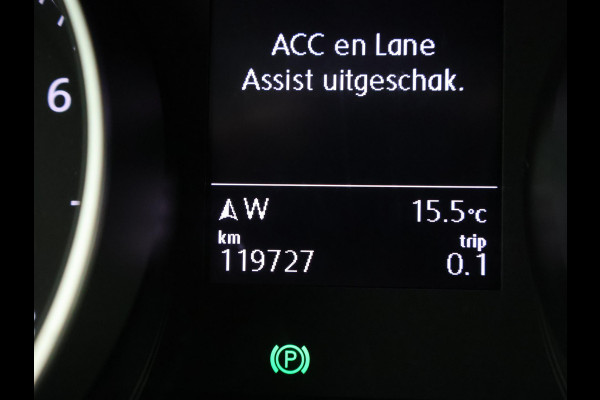 ACC en Lane
Assist uitgeschak.
6
W 15.5°C
km trip
119727 0.1
P